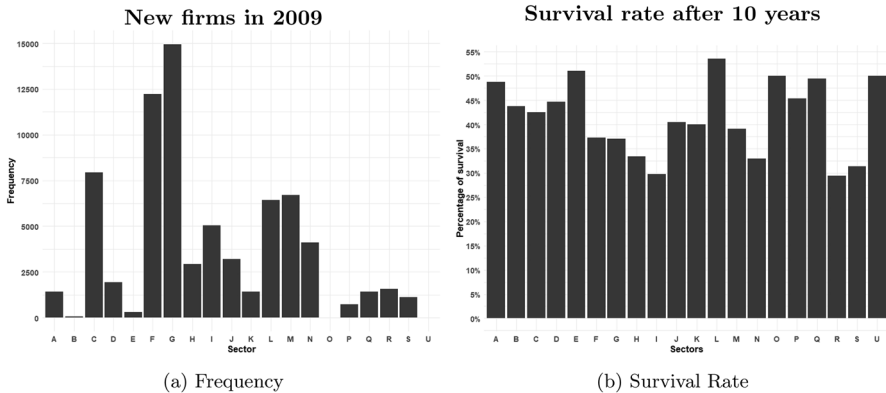 New firms in 2009
15000
12500
10000
7500
5000
2500
0
Frequency
A B C D E F G H I J K L M N O P Q R S U
Sector
(a) Frequency
Survival rate after 10 years
55%
50%
45%
40%
35%
30%
25%
20%
15%
10%
5%
0%
Percentage of survival
A B C D E F G H I J K L M N O P Q R S U
Sectors
(b) Survival Rate